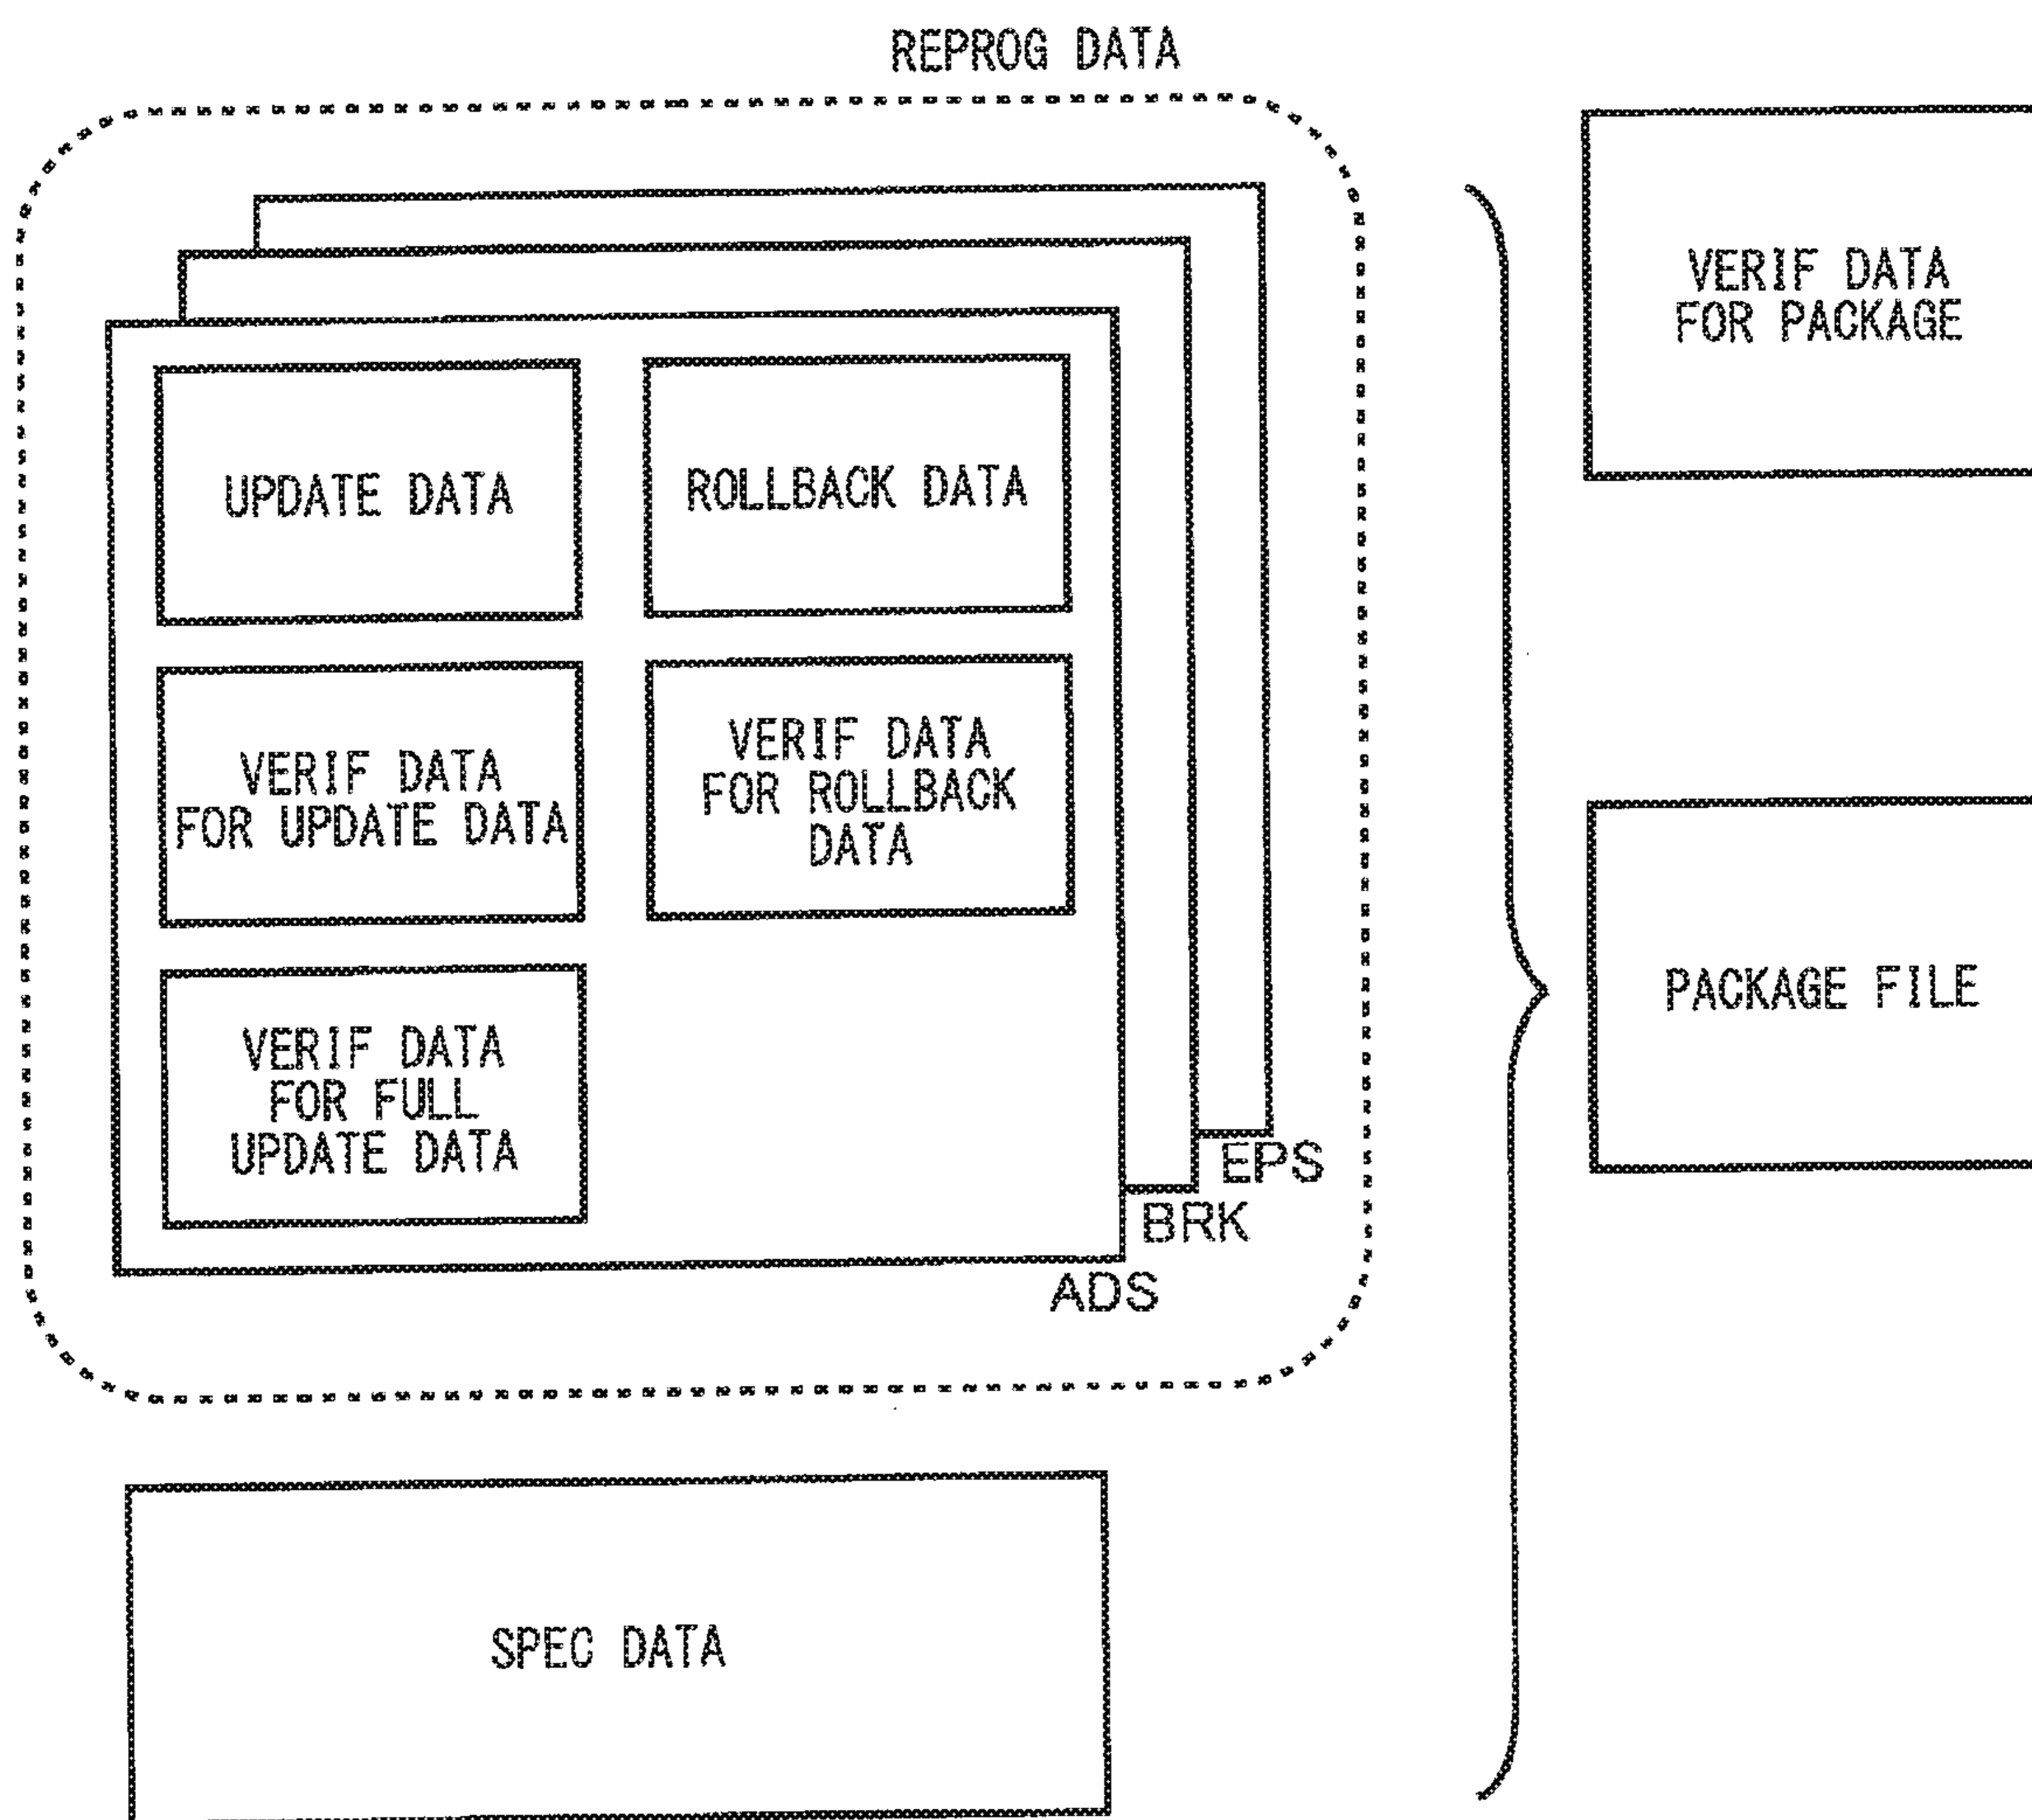 REPROG DATA
UPDATE DATA
ROLLBACK DATA
VERIF DATA
FOR UPDATE DATA
VERIF DATA
FOR ROLLBACK
DATA
VERIF DATA
FOR FULL
UPDATE DATA
EPS
BRK
ADS
SPEC DATA
VERIF DATA
FOR PACKAGE
PACKAGE FILE